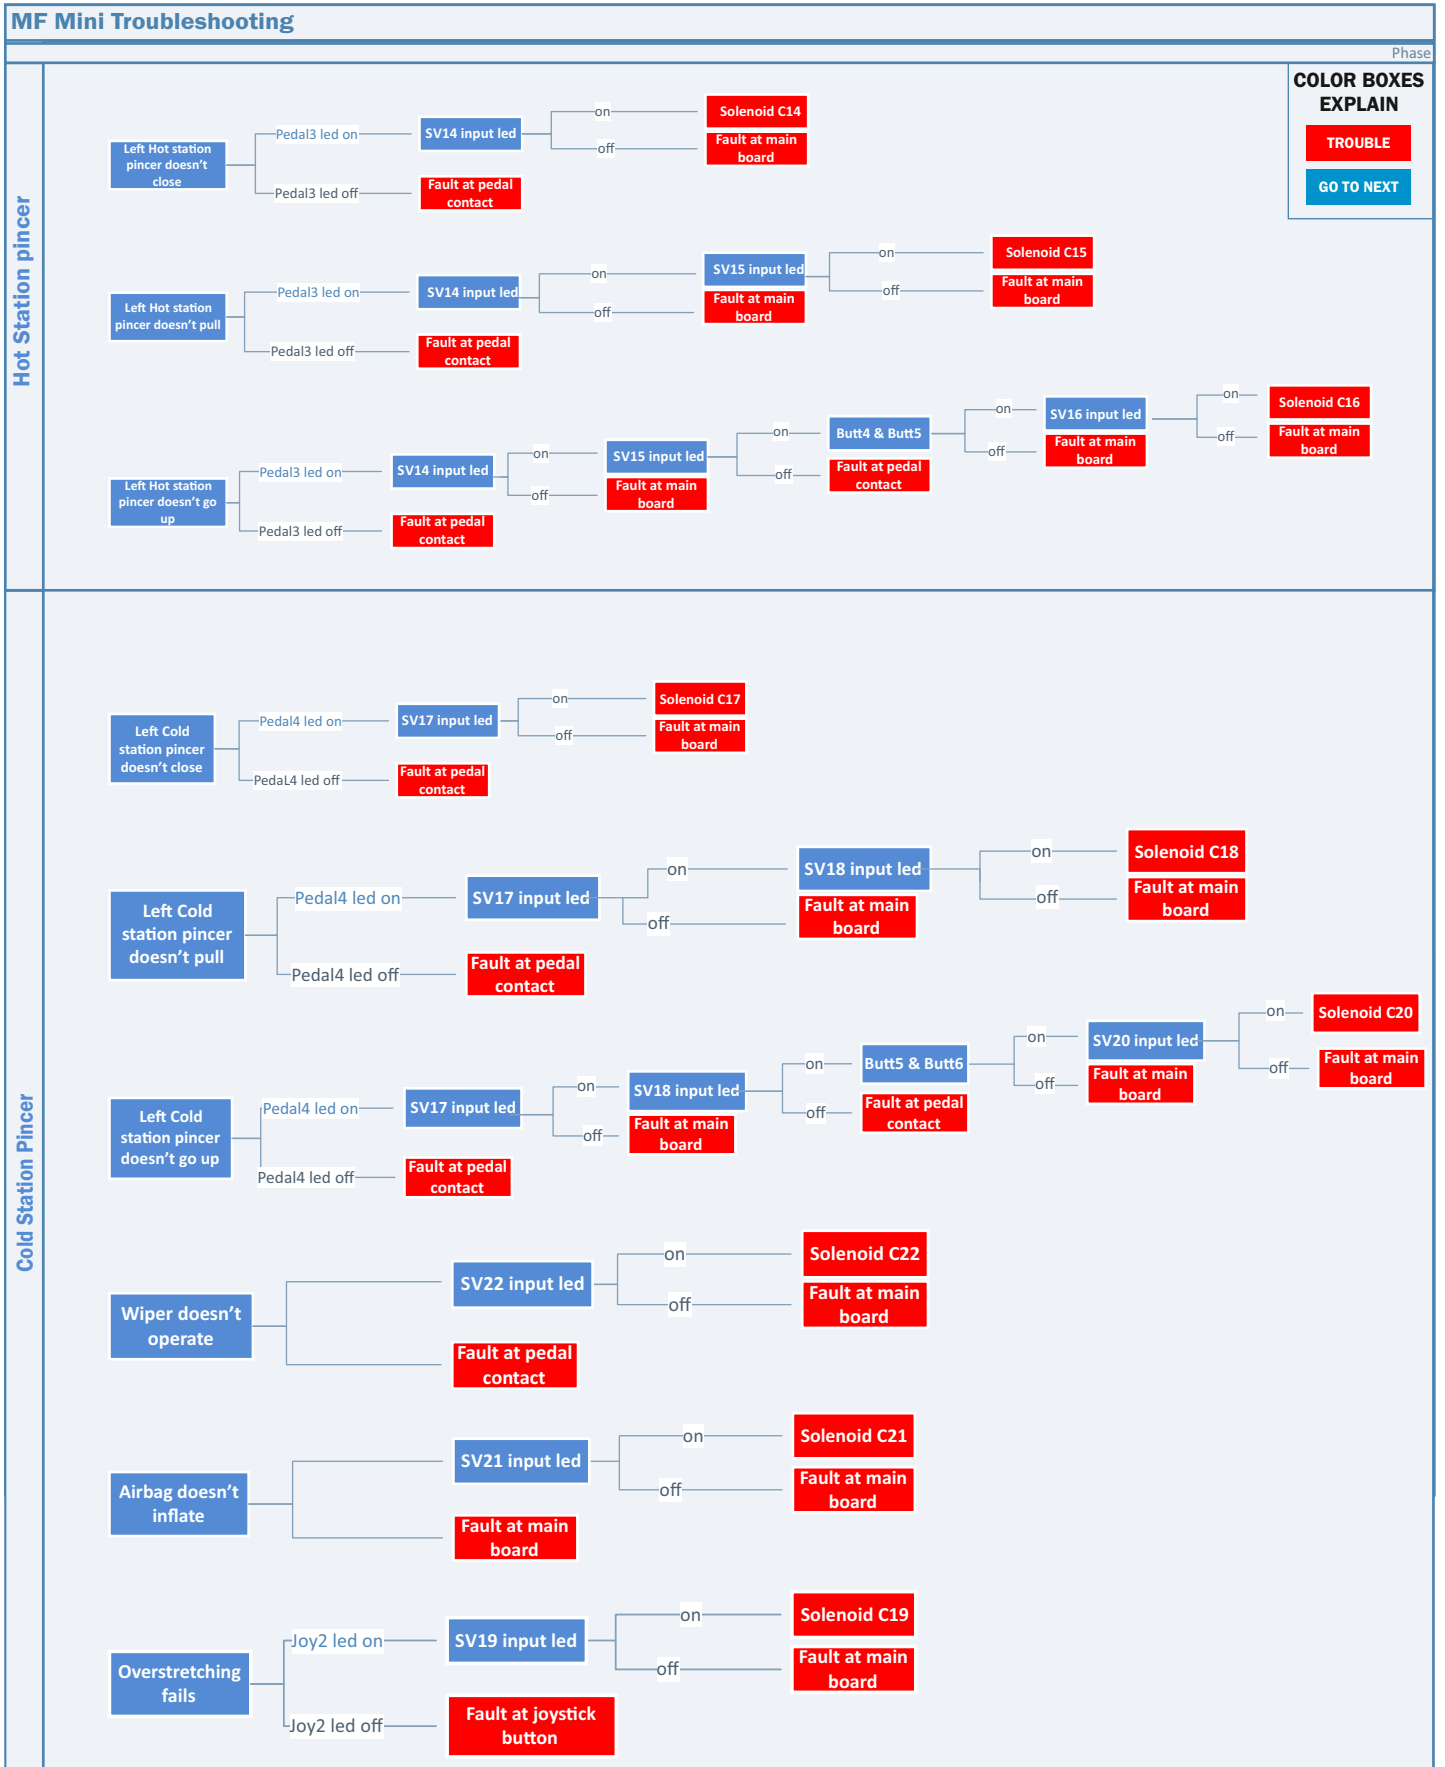 MF Mini Troubleshooting
Phase
COLOR BOXES
EXPLAIN
TROUBLE
GO TO NEXT
Hot Station pincer
Left Hot station
pincer doesn't
close
Pedal3 led on
SV14 input led
on
Solenoid C14
off
Fault at main
board
Pedal3 led off
Fault at pedal
contact
Left Hot station
pincer doesn't pull
Pedal3 led on
SV14 input led
on
SV15 input led
on
Solenoid C15
off
Fault at main
board
off
Fault at main
board
Pedal3 led off
Fault at pedal
contact
Left Hot station
pincer doesn't go
up
Pedal3 led on
SV14 input led
on
SV15 input led
on
Butt4 & Butt5
on
SV16 input led
on
Solenoid C16
off
Fault at main
board
off
Fault at main
board
off
Fault at pedal
contact
off
Fault at main
board
Pedal3 led off
Fault at pedal
contact
Cold Station Pincer
Left Cold
station pincer
doesn't close
Pedal4 led on
SV17 input led
on
Solenoid C17
off
Fault at main
board
PedaL4 led off
Fault at pedal
contact
Left Cold
station pincer
doesn't pull
Pedal4 led on
SV17 input led
on
SV18 input led
on
Solenoid C18
off
Fault at main
board
off
Fault at main
board
Pedal4 led off
Fault at pedal
contact
Left Cold
station pincer
doesn't go up
Pedal4 led on
SV17 input led
on
SV18 input led
on
Butt5 & Butt6
on
SV20 input led
on
Solenoid C20
off
Fault at main
board
off
Fault at main
board
off
Fault at pedal
contact
off
Fault at main
board
Pedal4 led off
Fault at pedal
contact
Wiper doesn't
operate
SV22 input led
on
Solenoid C22
off
Fault at main
board
Fault at pedal
contact
Airbag doesn't
inflate
SV21 input led
on
Solenoid C21
off
Fault at main
board
Fault at main
board
Overstretching
fails
Joy2 led on
SV19 input led
on
Solenoid C19
off
Fault at main
board
Joy2 led off
Fault at joystick
button